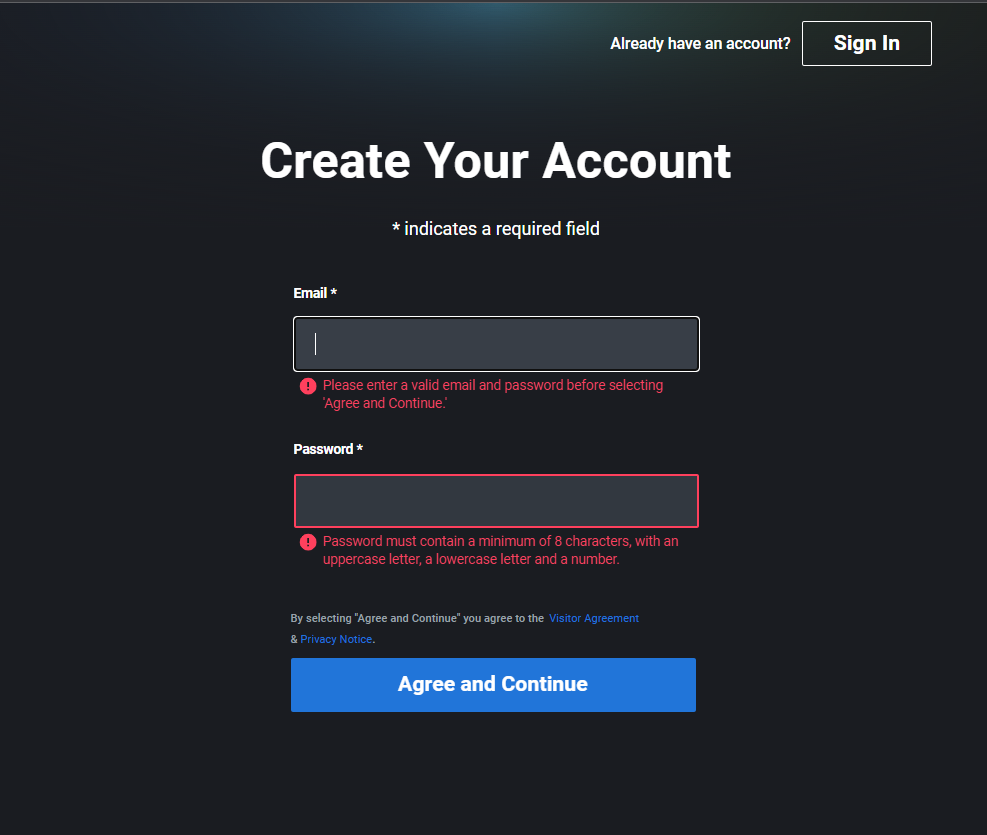 Already have an account?
Sign In
Create Your Account
* indicates a required field
Email *
Please enter a valid email and password before selecting
'Agree and Continue.'
Password *
Password must contain a minimum of 8 characters, with an
uppercase letter, a lowercase letter and a number.
By selecting "Agree and Continue" you agree to the Visitor Agreement
& Privacy Notice.
Agree and Continue